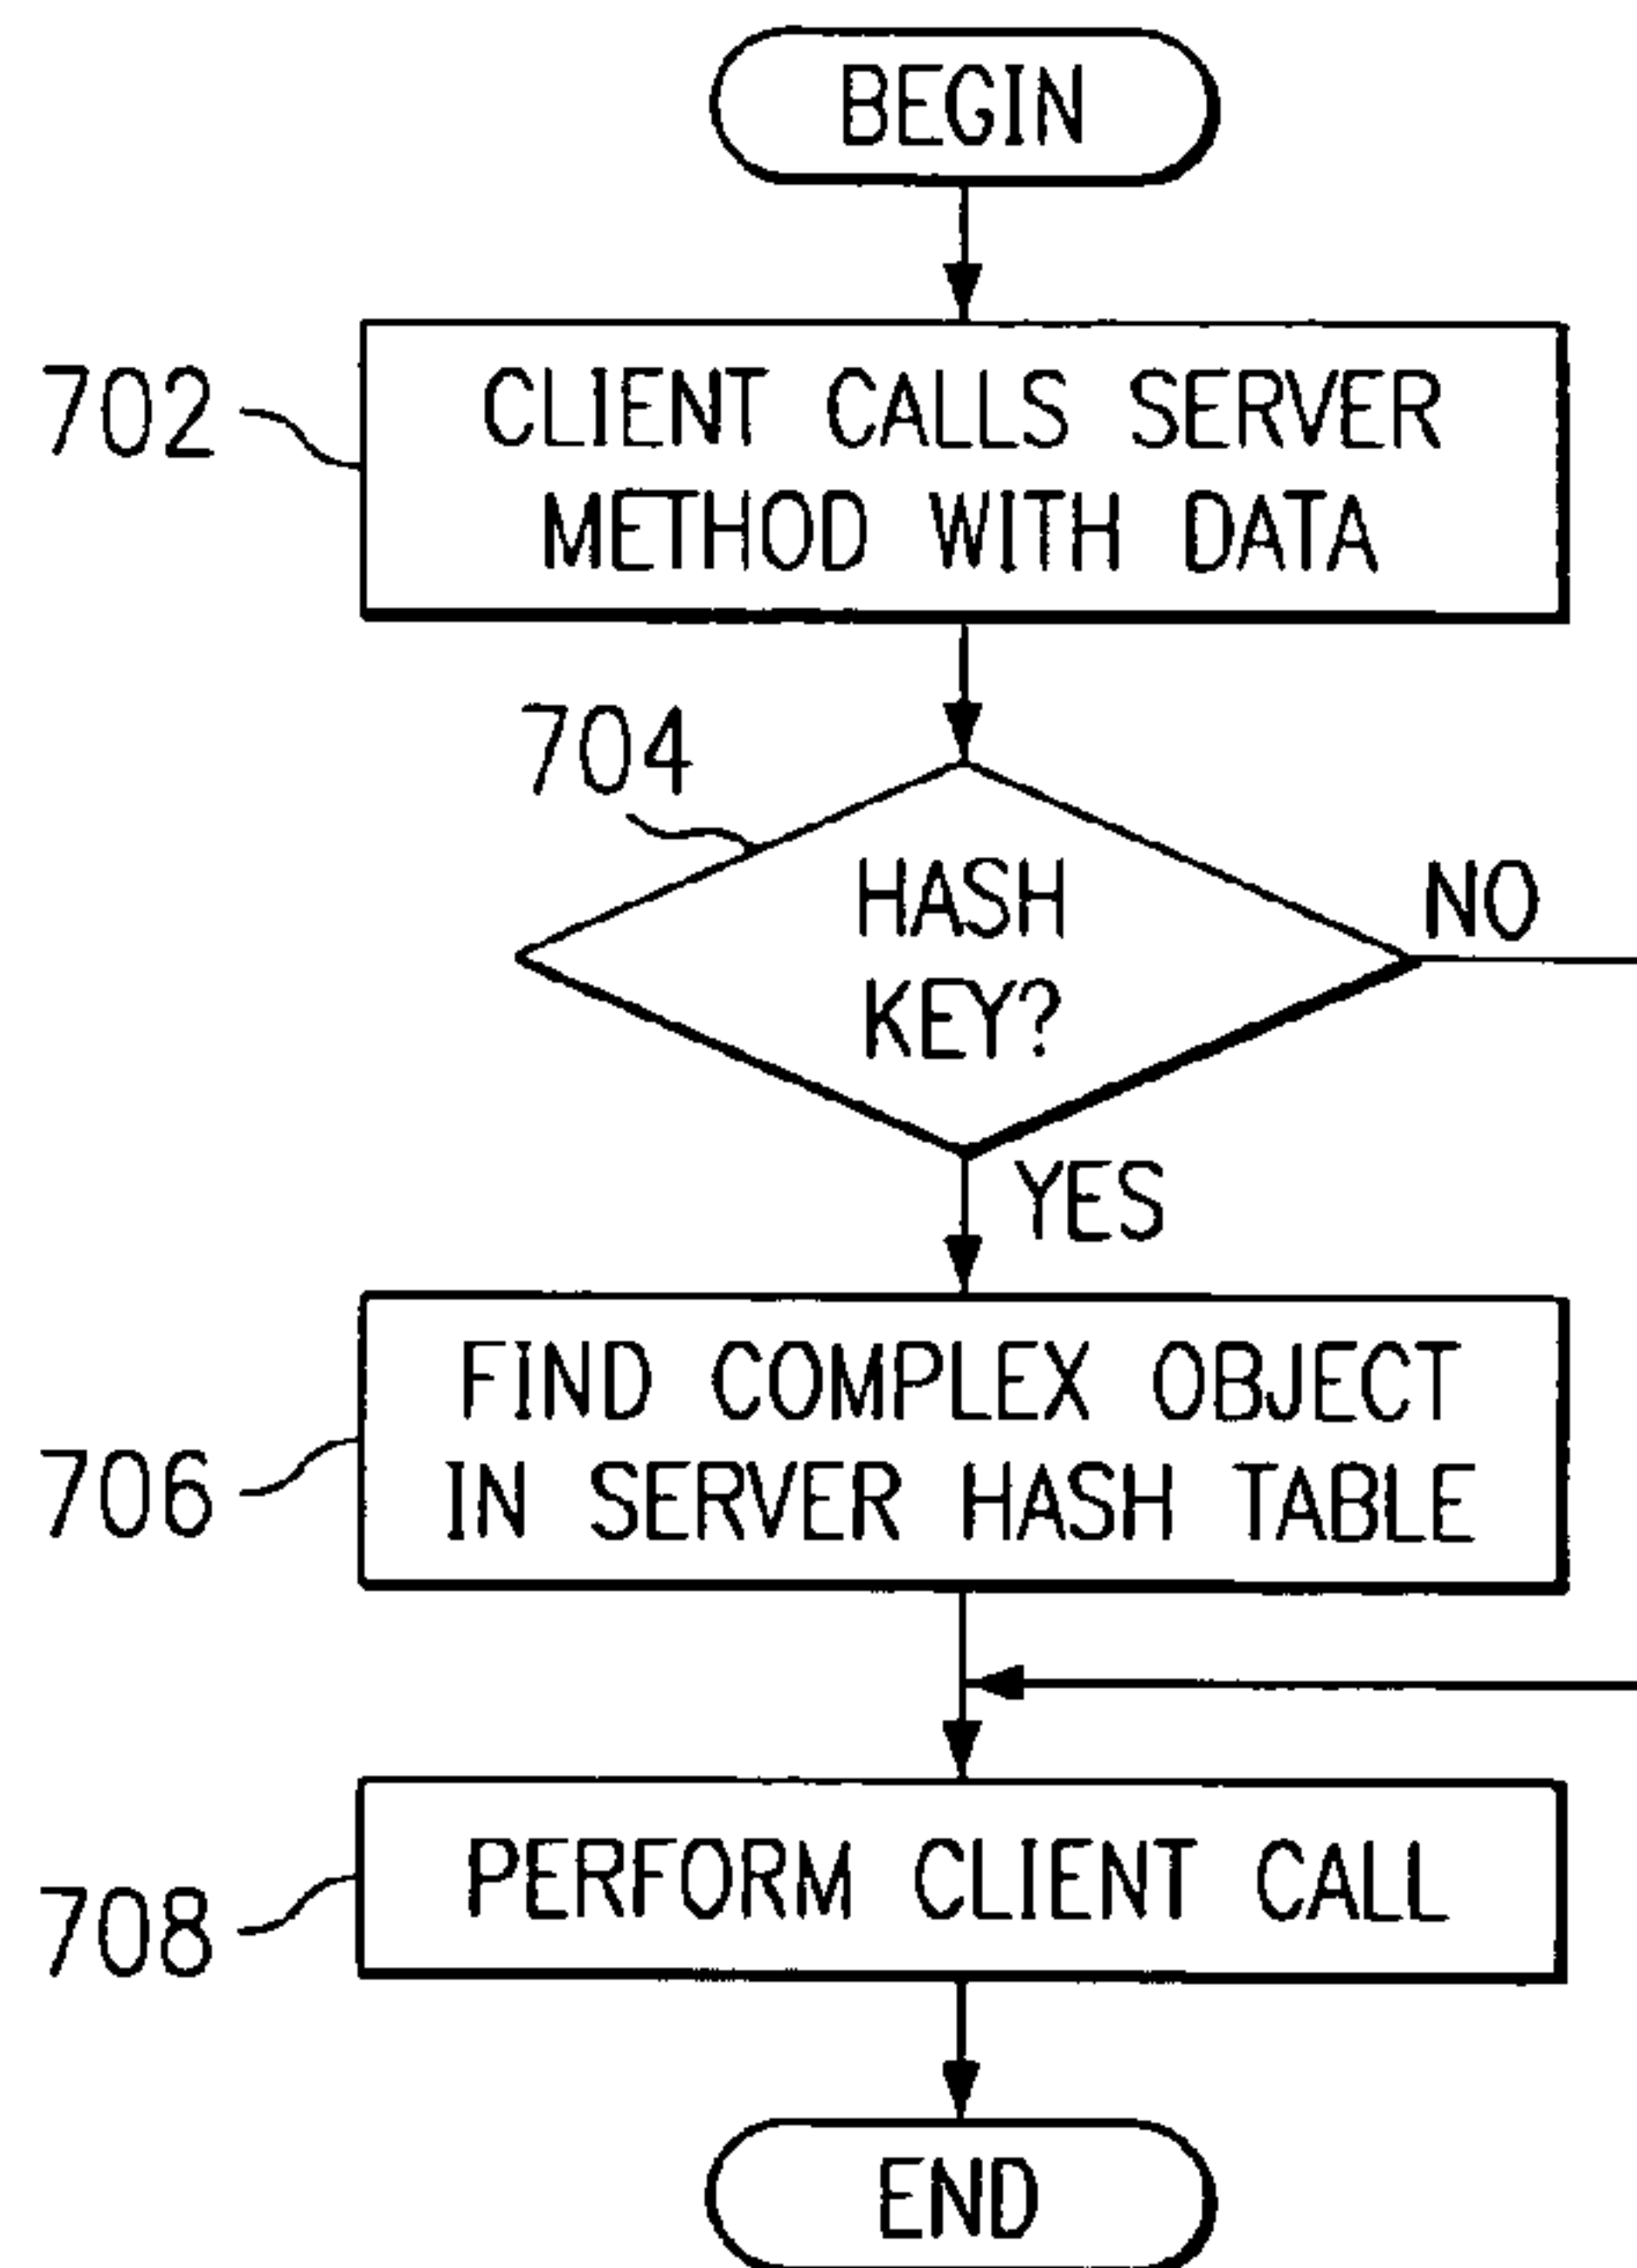 BEGIN
702
CLIENT CALLS SERVER
METHOD WITH DATA
704
HASH
KEY?
NO
YES
706
FIND COMPLEX OBJECT
IN SERVER HASH TABLE
708
PERFORM CLIENT CALL
END